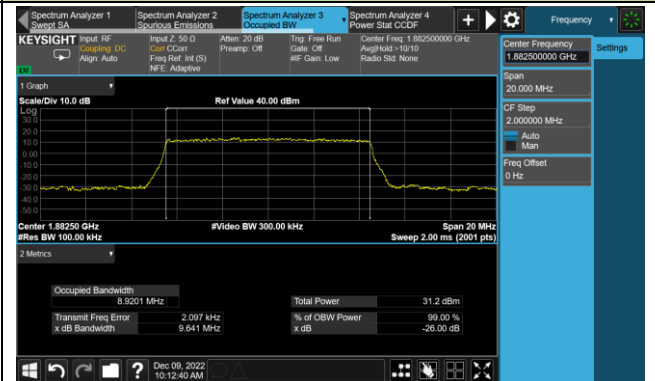 Spectrum Analyzer 1
Swept SA
Spectrum Analyzer 2
Spurious Emissions
Spectrum Analyzer 3
Occupied BW
Spectrum Analyzer 4
Power Stat CCDF
Frequency
KEYSIGHT
Input: RF
Coupling: DC
Align: Auto
Input Z: 50 Ω
Corr CCorr
Freq Ref: Int (S)
NFE: Adaptive
Atten: 20 dB
Preamp: Off
Trig: Free Run
Gate: Off
#IF Gain: Low
Center Freq: 1.882500000 GHz
Avg|Hold:>10/10
Radio Std: None
Center Frequency
1.882500000 GHz
Settings
Span
20.000 MHz
CF Step
2.000000 MHz
Auto
Man
Freq Offset
0 Hz
1 Graph
Scale/Div 10.0 dB
Ref Value 40.00 dBm
Log
30.0
20.0
10.0
0.00
-10.0
-20.0
-30.0
-40.0
-50.0
Center 1.88250 GHz
#Video BW 300.00 kHz
Span 20 MHz
#Res BW 100.00 kHz
Sweep 2.00 ms (2001 pts)
2 Metrics
Occupied Bandwidth
8.9201 MHz
Total Power
31.2 dBm
Transmit Freq Error
2.097 kHz
% of OBW Power
99.00 %
x dB Bandwidth
9.641 MHz
x dB
-26.00 dB
Dec 09, 2022
10:12:40 AM